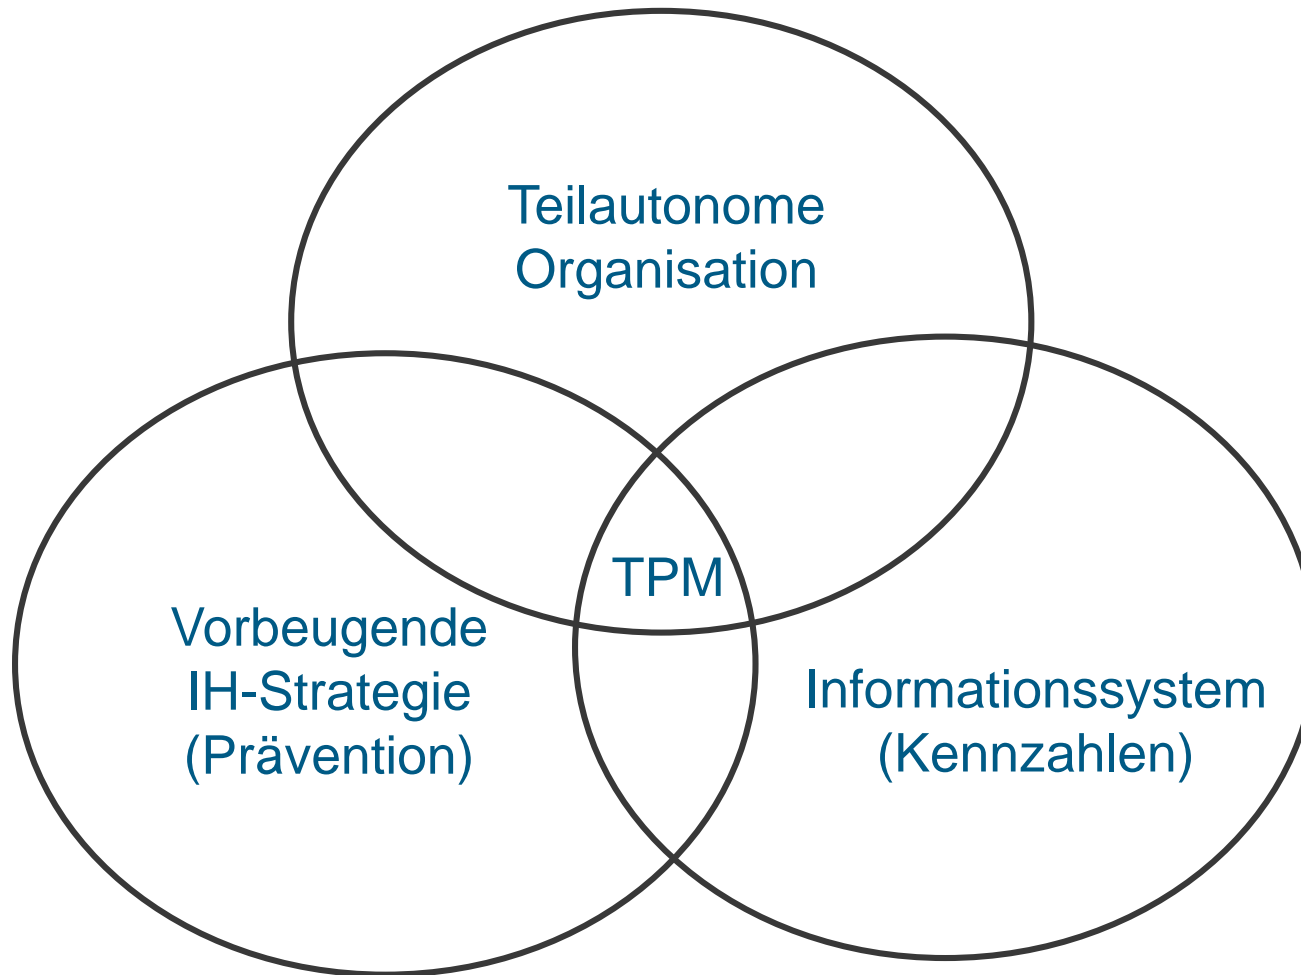 Teilautonome
Organisation
TPM
Vorbeugende
IH-Strategie
(Prävention)
Informationssystem
(Kennzahlen)